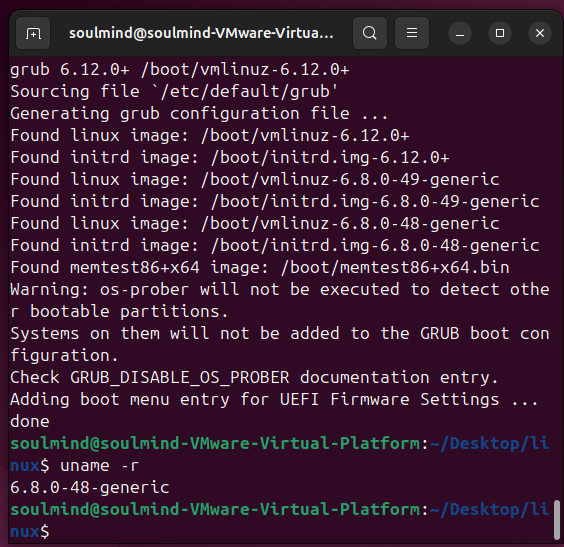 soulmind@soulmind-VMware-Virtua...
grub 6.12.0+ /boot/vmlinuz-6.12.0+
Sourcing file `/etc/default/grub'
Generating grub configuration file ...
Found linux image: /boot/vmlinuz-6.12.0+
Found initrd image: /boot/initrd.img-6.12.0+
Found linux image: /boot/vmlinuz-6.8.0-49-generic
Found initrd image: /boot/initrd.img-6.8.0-49-generic
Found linux image: /boot/vmlinuz-6.8.0-48-generic
Found initrd image: /boot/initrd.img-6.8.0-48-generic
Found memtest86+x64 image: /boot/memtest86+x64.bin
Warning: os-prober will not be executed to detect othe
r bootable partitions.
Systems on them will not be added to the GRUB boot con
figuration.
Check GRUB_DISABLE_OS_PROBER documentation entry.
Adding boot menu entry for UEFI Firmware Settings ...
done
soulmind@soulmind-VMware-Virtual-Platform:~/Desktop/li
nux$ uname -r
6.8.0-48-generic
soulmind@soulmind-VMware-Virtual-Platform:~/Desktop/li
nux$